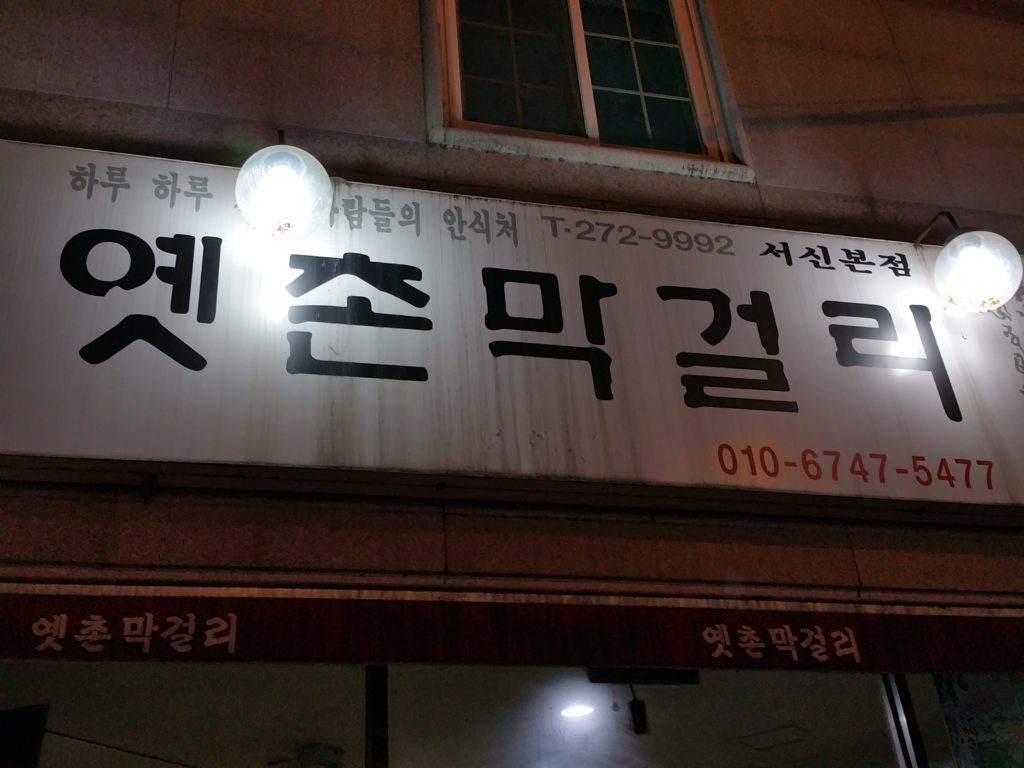 하루 하루 사람들의 안식처 T·272-9992 서신본점
옛촌막걸리
010-6747-5477
옛촌막걸리 옛촌막걸리